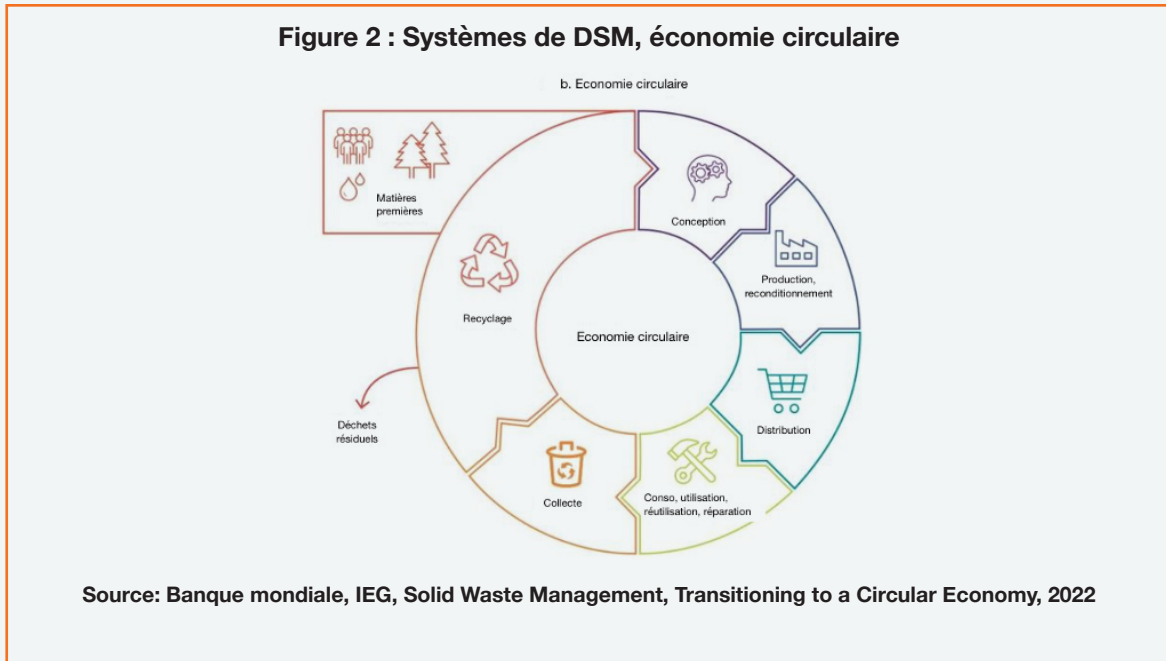 Figure 2 : Systèmes de DSM, économie circulaire
b. Economie circulaire
Matières
premières
Conception
Production,
reconditionnement
Recyclage
Economie circulaire
Distribution
Déchets
résiduels
Collecte
Conso, utilisation,
réutilisation, réparation
Source: Banque mondiale, IEG, Solid Waste Management, Transitioning to a Circular Economy, 2022